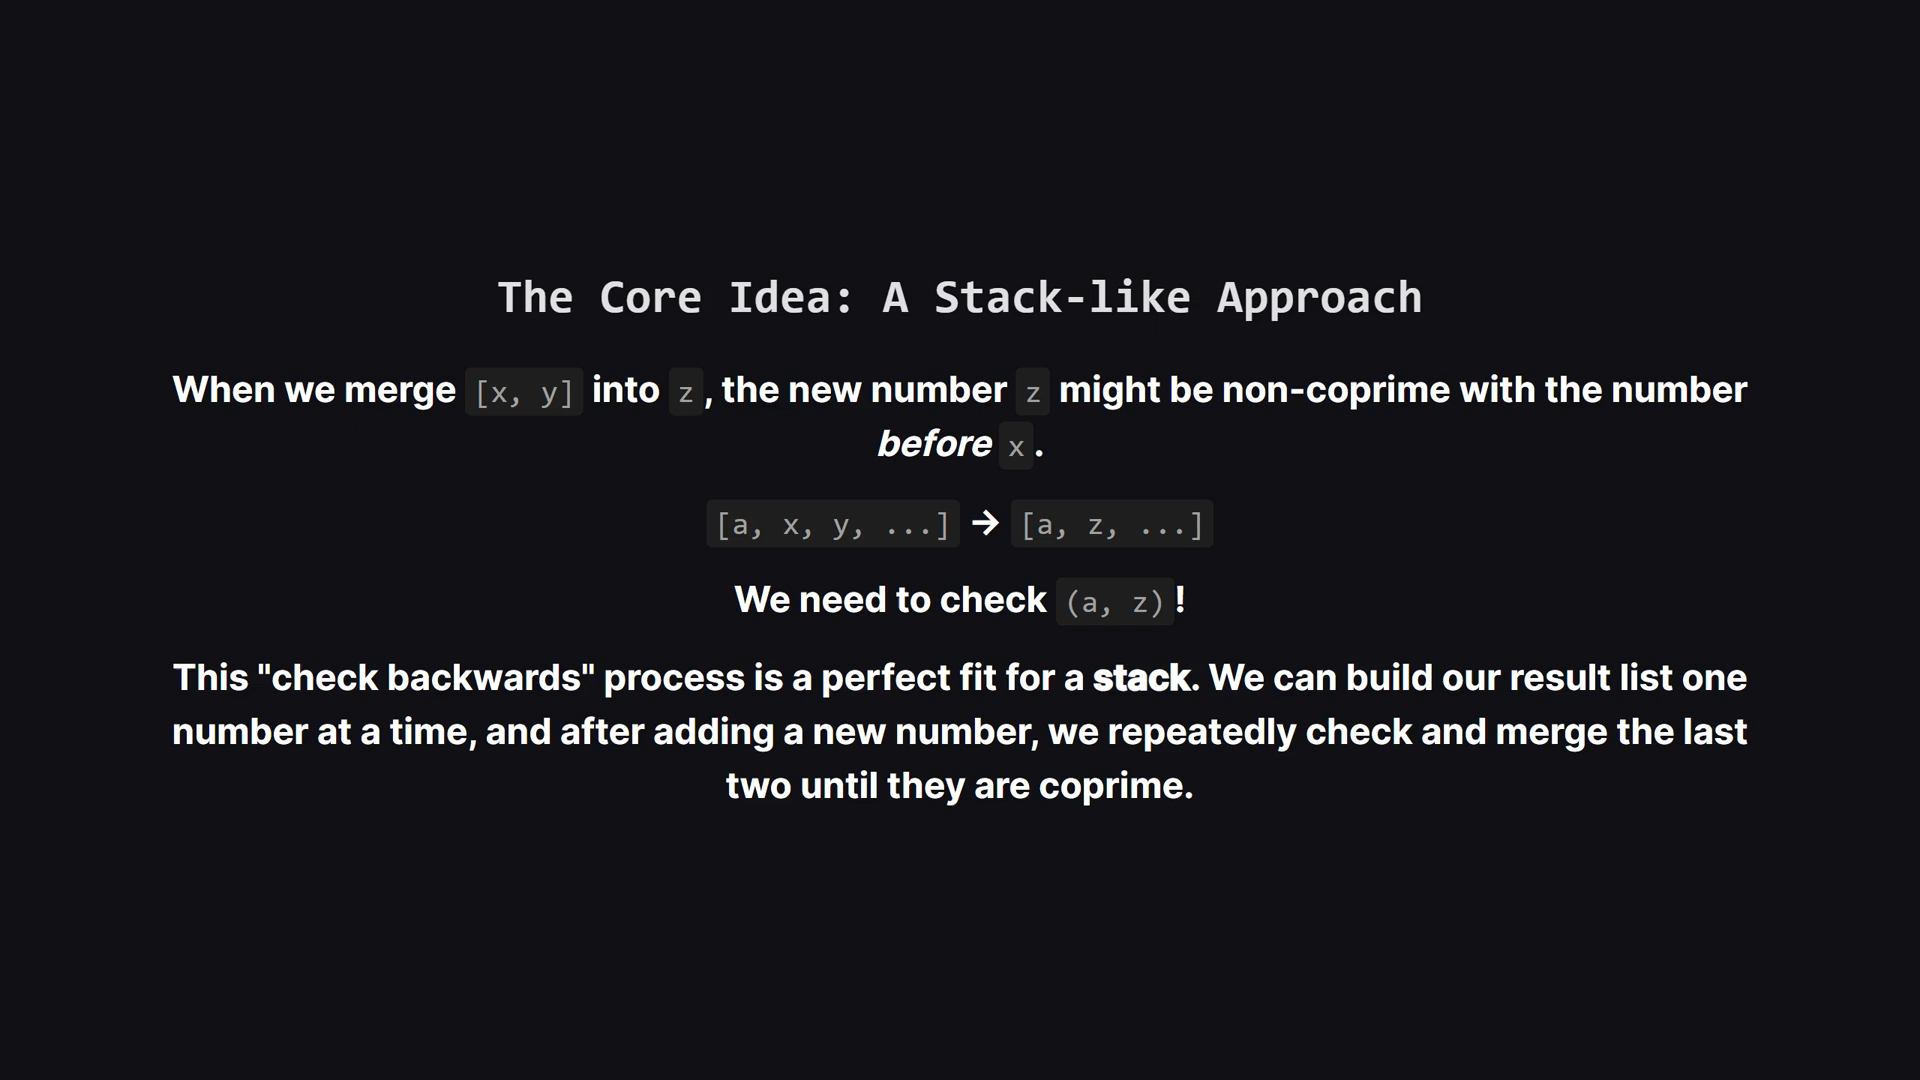 The Core Idea: A Stack-like Approach
When we merge [x, y] into z, the new number z might be non-coprime with the number
before x.
[a, x, y, ...] → [a, z, ...]
We need to check (a, z)!
This "check backwards" process is a perfect fit for a stack. We can build our result list one
number at a time, and after adding a new number, we repeatedly check and merge the last
two until they are coprime.